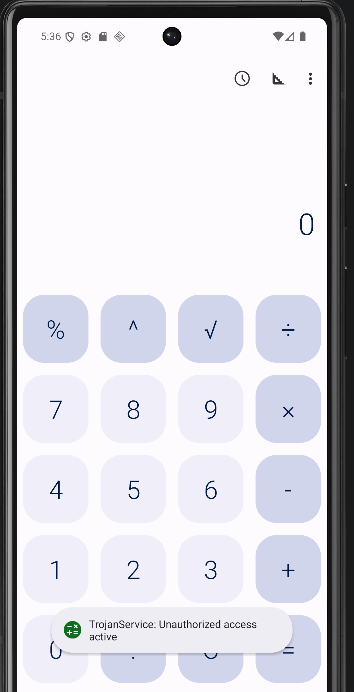 5:36
0
% ^ √ ÷
7 8 9 ×
4 5 6 -
1 2 3 +
TrojanService: Unauthorized access
active
0 . =